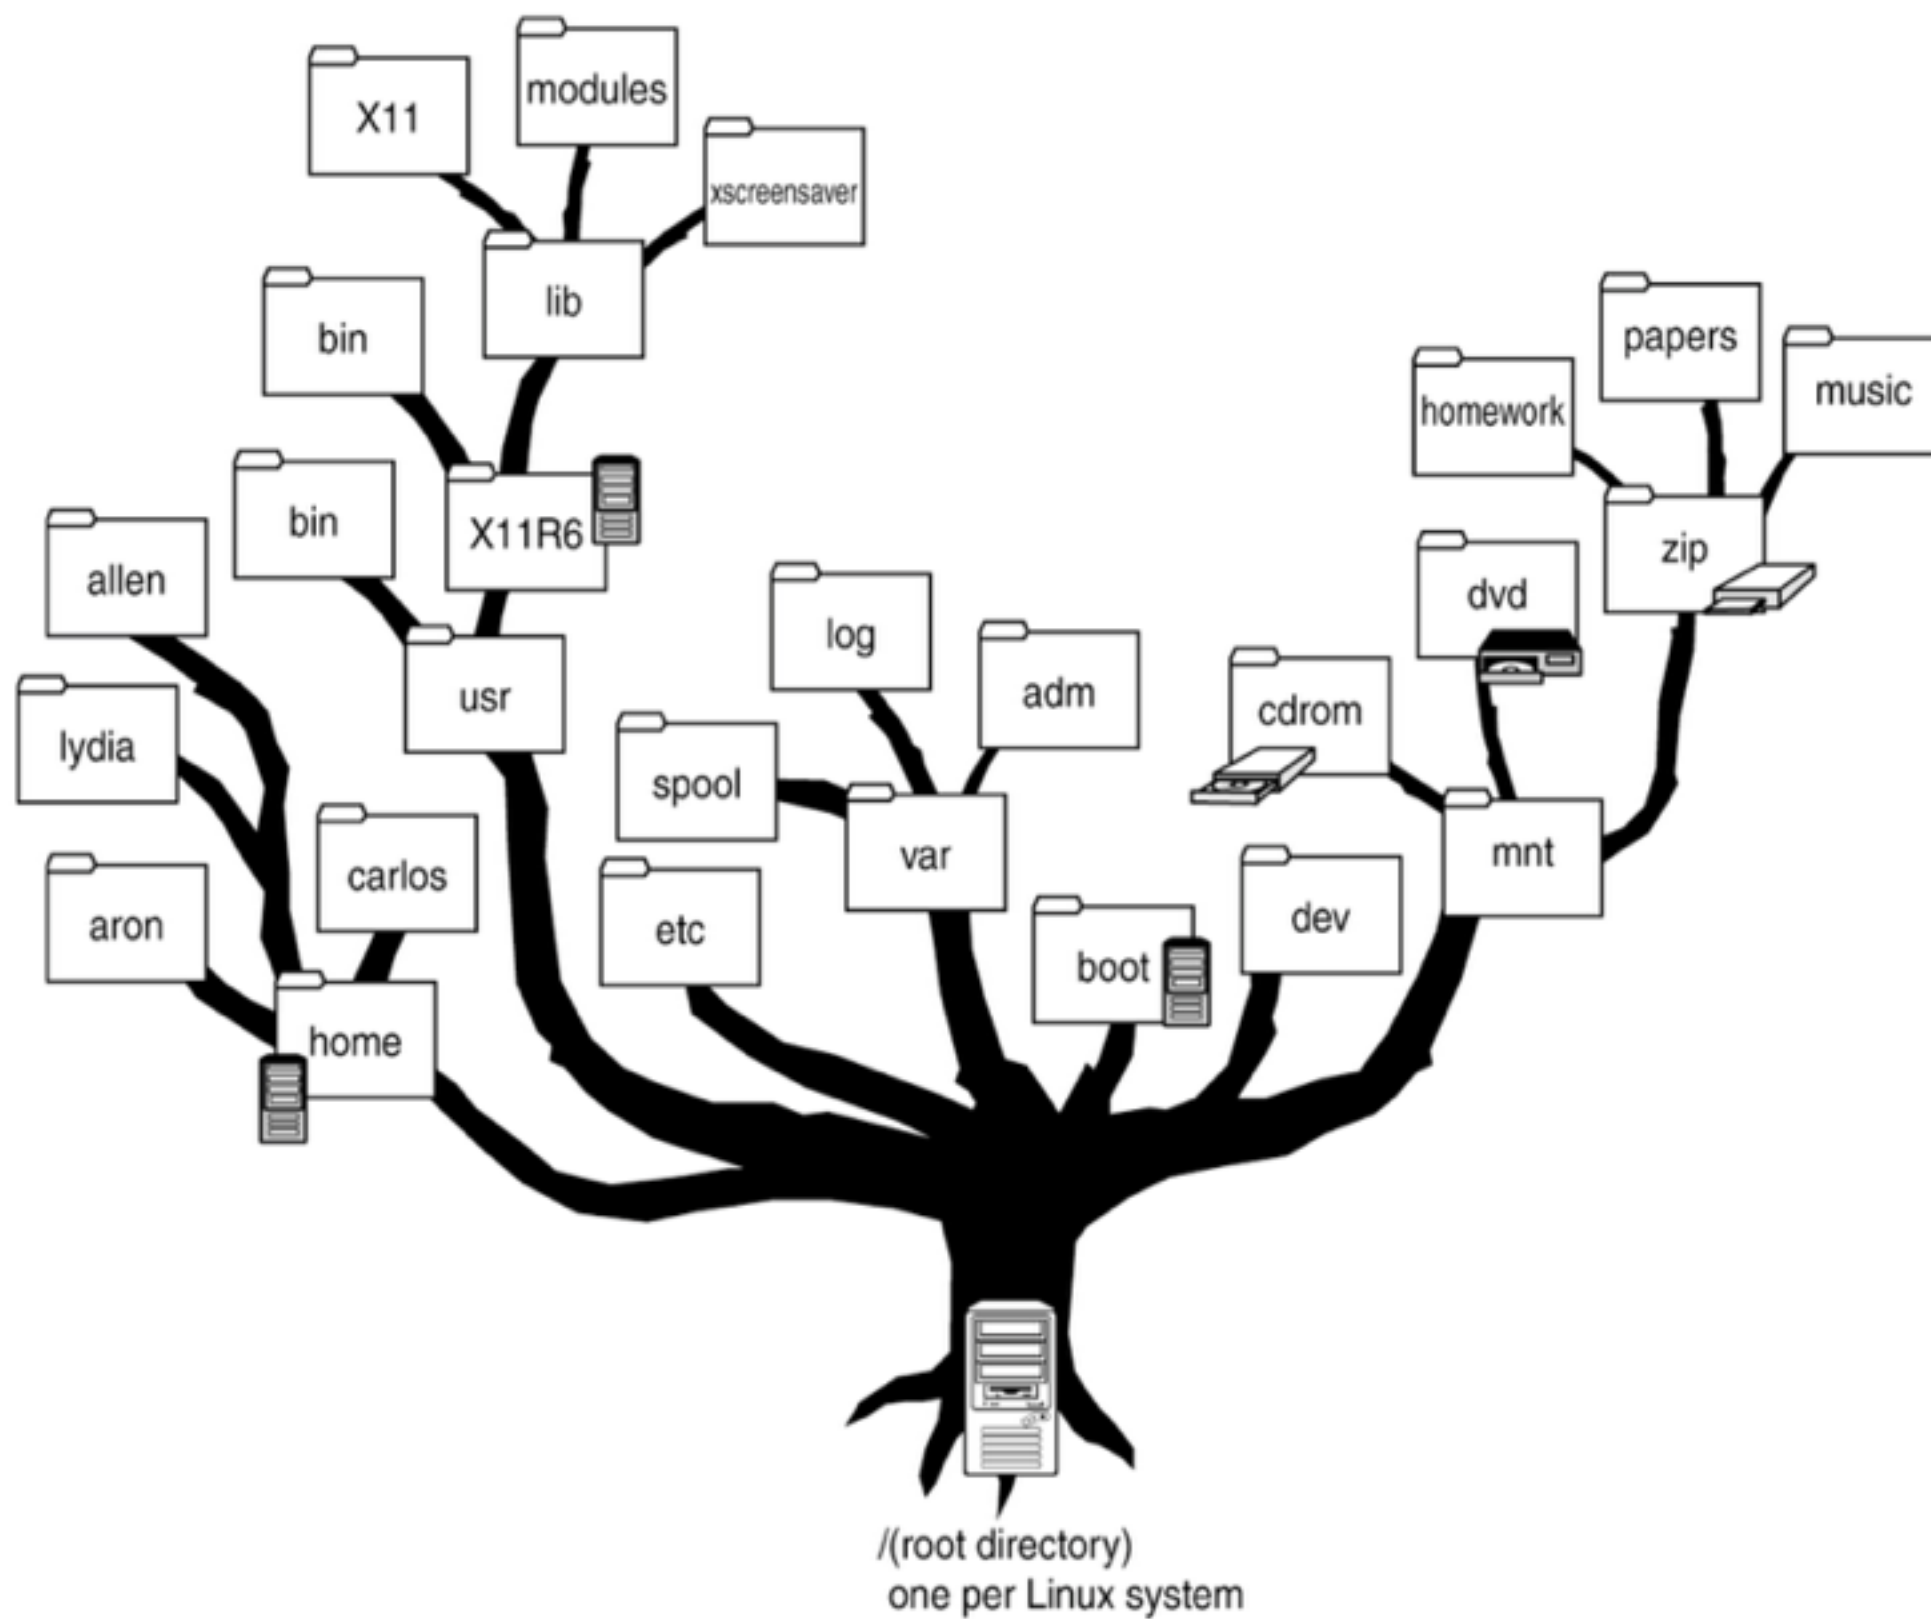 modules
X11
xscreensaver
lib
bin
papers
music
homework
bin
X11R6
zip
allen
dvd
log
adm
usr
cdrom
lydia
spool
var
mnt
carlos
aron
etc
dev
boot
home
/(root directory)
one per Linux system